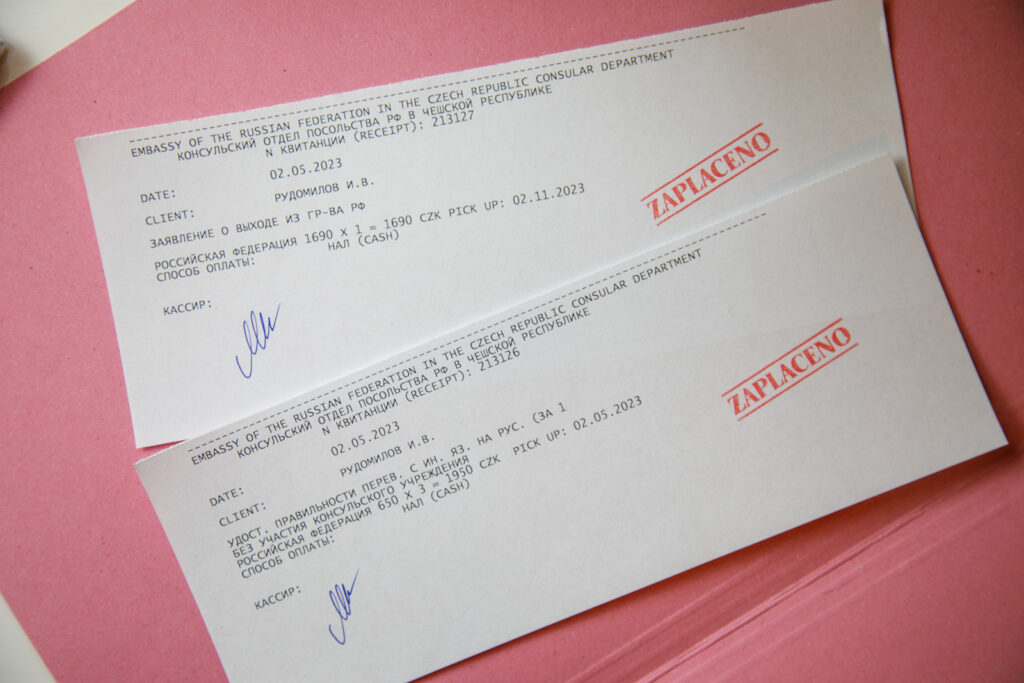 EMBASSY OF THE RUSSIAN FEDERATION IN THE CZECH REPUBLIC CONSULAR DEPARTMENT
КОНСУЛЬСКИЙ ОТДЕЛ ПОСОЛЬСТВА РФ В ЧЕШСКОЙ РЕСПУБЛИКЕ
N КВИТАНЦИИ (RECEIPT): 213127
DATE: 02.05.2023
CLIENT: РУДОМИЛОВ И.В.
ЗАЯВЛЕНИЕ О ВЫХОДЕ ИЗ ГР-ВА РФ
РОССИЙСКАЯ ФЕДЕРАЦИЯ 1690 X 1 = 1690 CZK PICK UP: 02.11.2023
СПОСОБ ОПЛАТЫ: НАЛ (CASH)
КАССИР:
ZAPLACENO
EMBASSY OF THE RUSSIAN FEDERATION IN THE CZECH REPUBLIC CONSULAR DEPARTMENT
КОНСУЛЬСКИЙ ОТДЕЛ ПОСОЛЬСТВА РФ В ЧЕШСКОЙ РЕСПУБЛИКЕ
N КВИТАНЦИИ (RECEIPT): 213126
DATE: 02.05.2023
CLIENT: РУДОМИЛОВ И.В.
УДОСТ. ПРАВИЛЬНОСТИ ПЕРЕВ. С ИН. ЯЗ. НА РУС. (ЗА 1
БЕЗ УЧАСТИЯ КОНСУЛЬСКОГО УЧРЕЖДЕНИЯ
РОССИЙСКАЯ ФЕДЕРАЦИЯ 650 X 3 = 1950 CZK PICK UP: 02.05.2023
СПОСОБ ОПЛАТЫ: НАЛ (CASH)
КАССИР:
ZAPLACENO